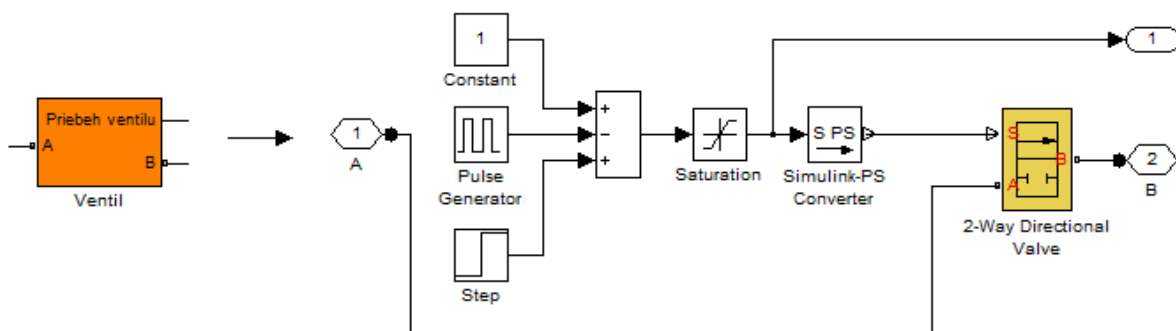 Priebeh ventilu
A
B
Ventil
1
A
1
Constant
Pulse
Generator
Step
+
−
+
Saturation
S PS
Simulink-PS
Converter
1
S
A
B
2-Way Directional
Valve
2
B